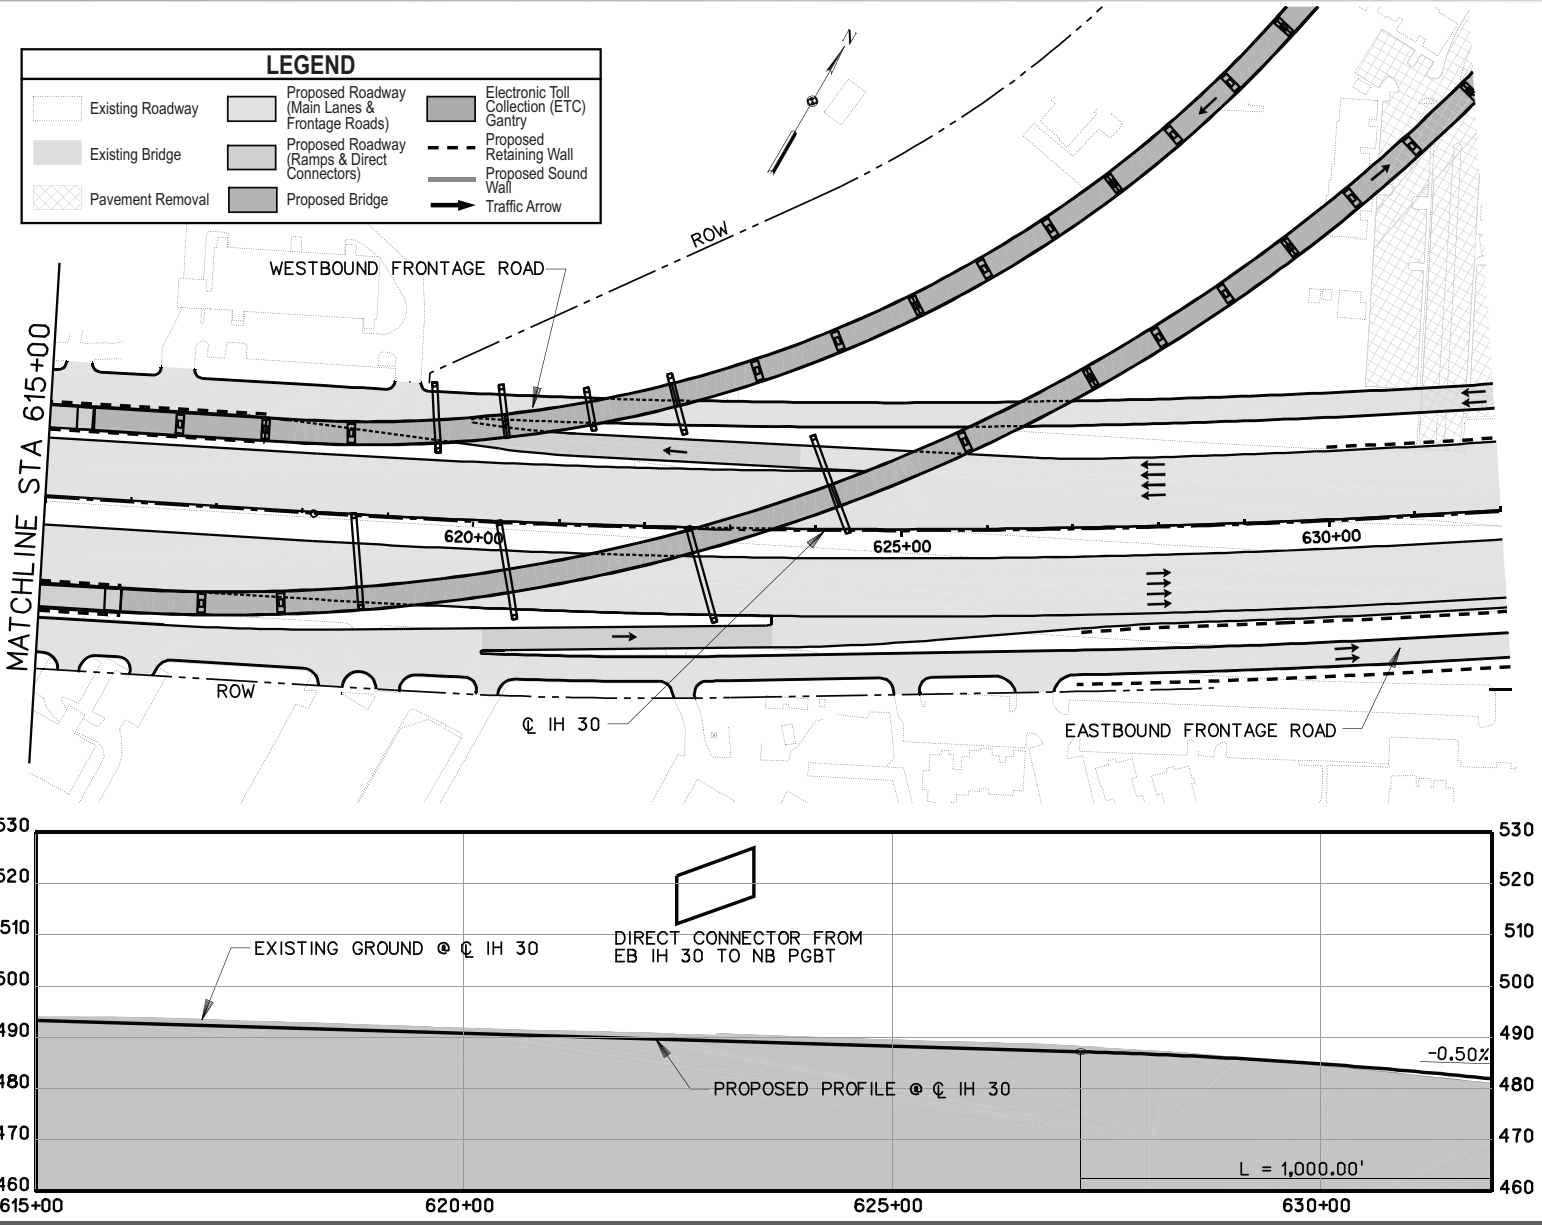 N
LEGEND
Existing Roadway
Existing Bridge
Pavement Removal
Proposed Roadway
(Main Lanes &
Frontage Roads)
Proposed Roadway
(Ramps & Direct
Connectors)
Proposed Bridge
Electronic Toll
Collection (ETC)
Gantry
Proposed
Retaining Wall
Proposed Sound
Wall
Traffic Arrow
ROW
WESTBOUND FRONTAGE ROAD
MATCHLINE STA 615+00
620+00
625+00
630+00
ROW
℄ IH 30
EASTBOUND FRONTAGE ROAD
530
520
510
500
490
480
470
460
530
520
510
500
490
480
470
460
DIRECT CONNECTOR FROM
EB IH 30 TO NB PGBT
EXISTING GROUND @ ℄ IH 30
PROPOSED PROFILE @ ℄ IH 30
-0.50%
L = 1,000.00'
615+00
620+00
625+00
630+00